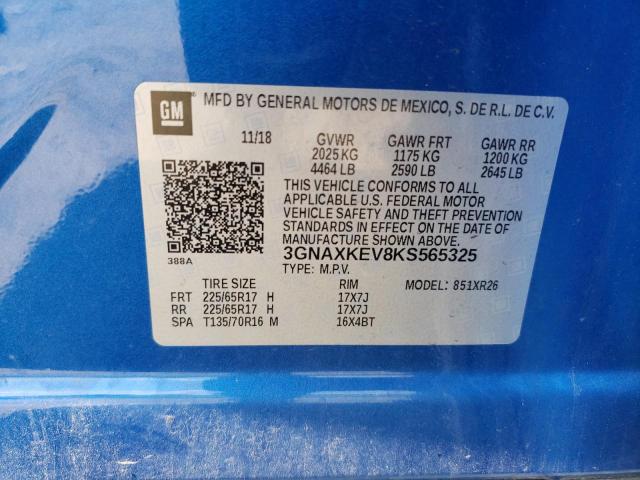 GM MFD BY GENERAL MOTORS DE MEXICO, S. DE R.L. DE C.V.
11/18 GVWR GAWR FRT GAWR RR
2025 KG 1175 KG 1200 KG
4464 LB 2590 LB 2645 LB
THIS VEHICLE CONFORMS TO ALL
APPLICABLE U.S. FEDERAL MOTOR
VEHICLE SAFETY AND THEFT PREVENTION
STANDARDS IN EFFECT ON THE DATE OF
MANUFACTURE SHOWN ABOVE.
388A 3GNAXKEV8KS565325
TYPE: M.P.V.
TIRE SIZE RIM MODEL: 851XR26
FRT 225/65R17 H 17X7J
RR 225/65R17 H 17X7J
SPA T135/70R16 M 16X4BT